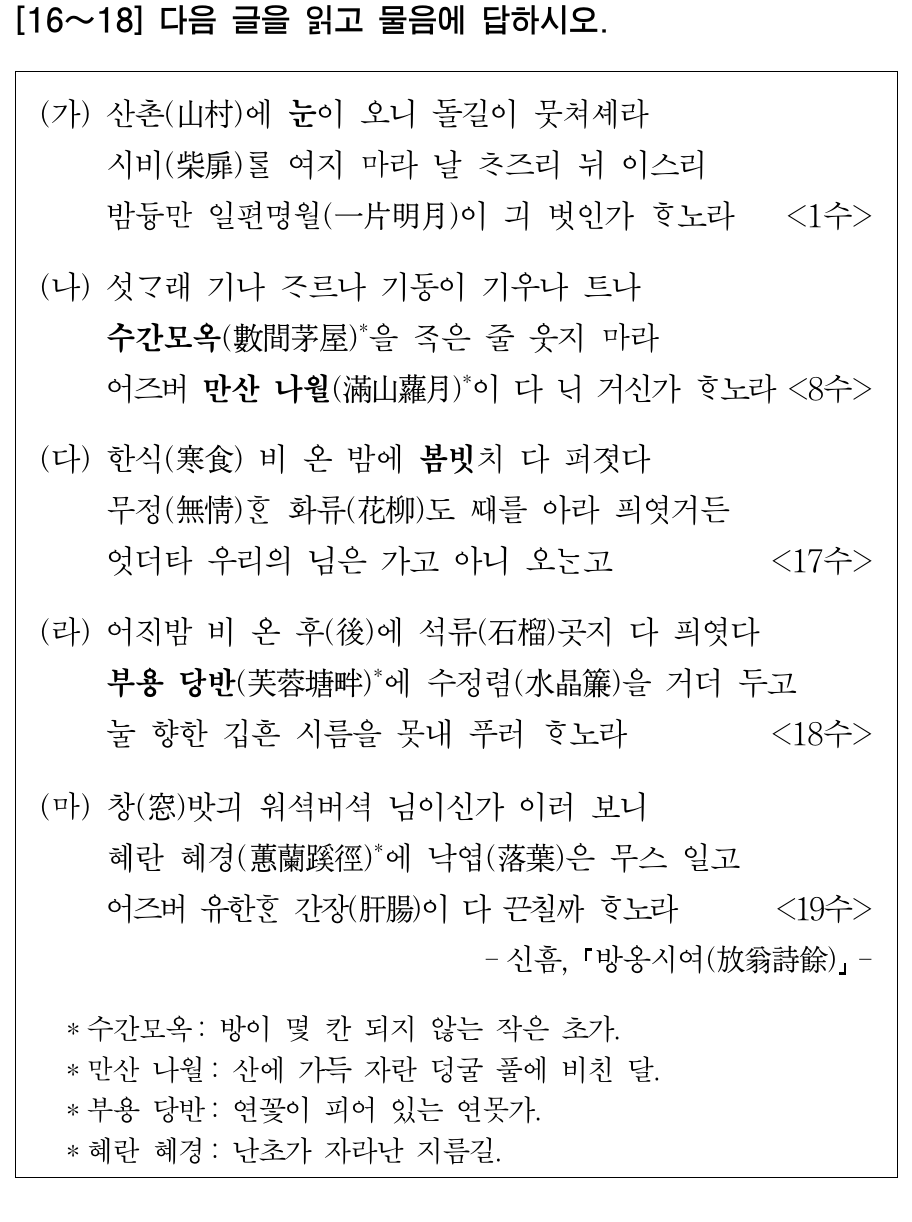 [16～18] 다음 글을 읽고 물음에 답하시오.
(가) 산촌(山村)에 눈이 오니 돌길이 뭇쳐셰라
시비(柴扉)를 여지 마라 날 ᄎᆞ즈리 뉘 이스리
밤듕만 일편명월(一片明月)이 긔 벗인가 ᄒᆞ노라 <1수>
(나) 섯ᄀᆞ래 기나 ᄌᆞ르나 기동이 기우나 트나
수간모옥(數間茅屋)*을 ᄌᆞᆨ은 줄 웃지 마라
어즈버 만산 나월(滿山蘿月)*이 다 ᄂᆡ 거신가 ᄒᆞ노라 <8수>
(다) 한식(寒食) 비 온 밤에 봄빗치 다 퍼졋다
무정(無情)ᄒᆞᆫ 화류(花柳)도 ᄯᅢ를 아라 픠엿거든
엇더타 우리의 님은 가고 아니 오ᄂᆞᆫ고 <17수>
(라) 어ᄌᆡ밤 비 온 후(後)에 석류(石榴)곳지 다 픠엿다
부용 당반(芙蓉塘畔)*에 수정렴(水晶簾)을 거더 두고
눌 향한 깁흔 시름을 못내 푸러 ᄒᆞ노라 <18수>
(마) 창(窓)밧긔 워석버석 님이신가 이러 보니
혜란 혜경(蕙蘭蹊徑)*에 낙엽(落葉)은 무스 일고
어즈버 유한ᄒᆞᆫ 간장(肝腸)이 다 끈칠까 ᄒᆞ노라 <19수>
- 신흠, 『방옹시여(放翁詩餘)』 -
* 수간모옥: 방이 몇 칸 되지 않는 작은 초가.
* 만산 나월: 산에 가득 자란 덩굴 풀에 비친 달.
* 부용 당반: 연꽃이 피어 있는 연못가.
* 혜란 혜경: 난초가 자라난 지름길.